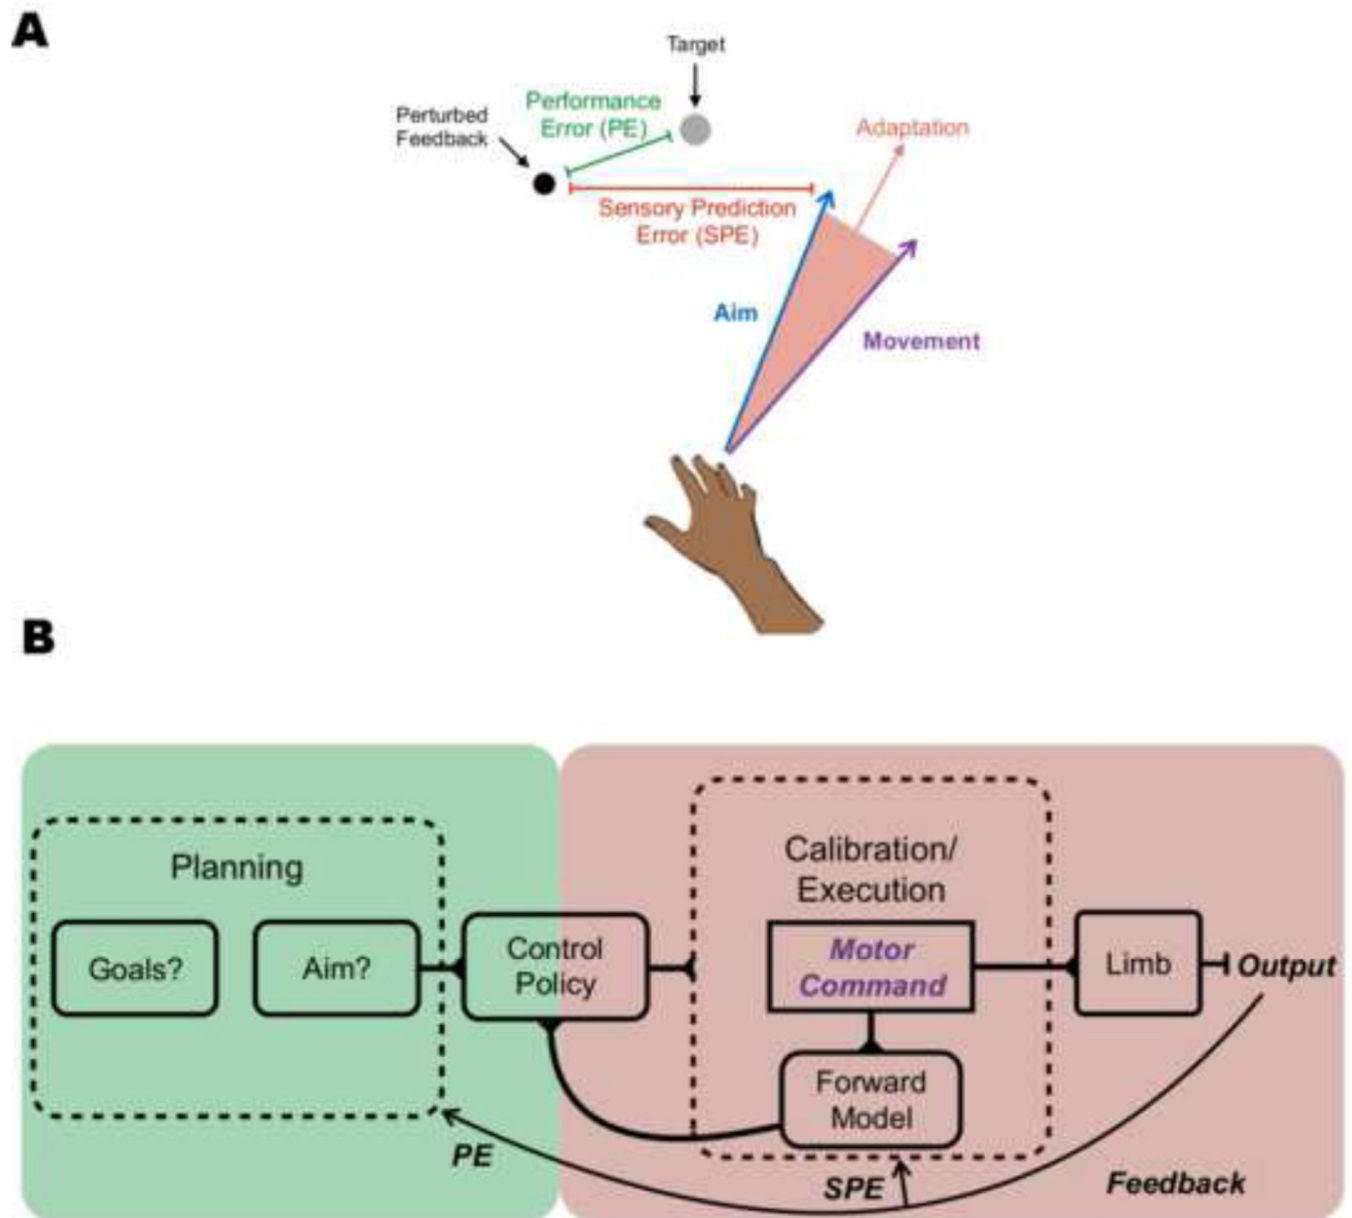 A
Target
Performance
Error (PE)
Perturbed
Feedback
Adaptation
Sensory Prediction
Error (SPE)
Aim
Movement
B
Planning
Calibration/
Execution
Goals?
Aim?
Control
Policy
Motor
Command
Limb
Output
Forward
Model
PE
SPE
Feedback